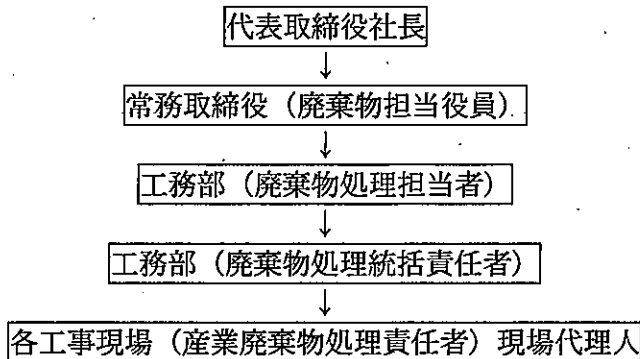 代表取締役社長
↓
常務取締役（廃棄物担当役員）
↓
工務部（廃棄物処理担当者）
↓
工務部（廃棄物処理統括責任者）
↓
各工事現場（産業廃棄物処理責任者）現場代理人